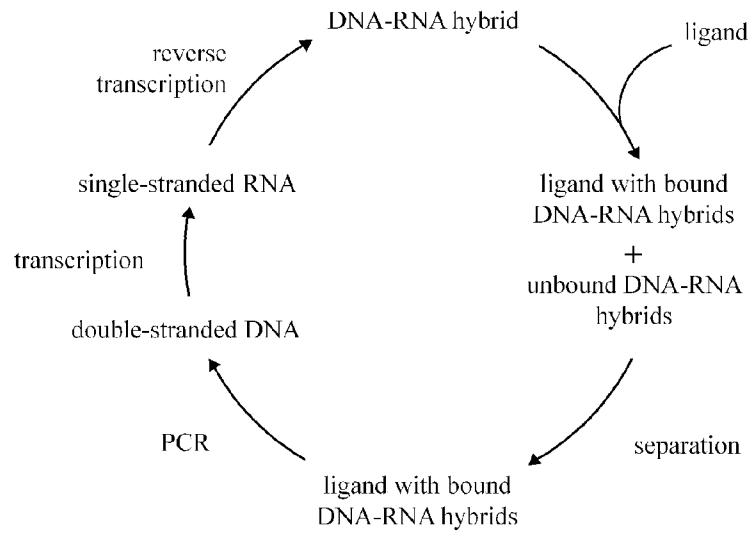 DNA-RNA hybrid
ligand
reverse
transcription
single-stranded RNA
ligand with bound
DNA-RNA hybrids
+
unbound DNA-RNA
hybrids
transcription
double-stranded DNA
PCR
separation
ligand with bound
DNA-RNA hybrids